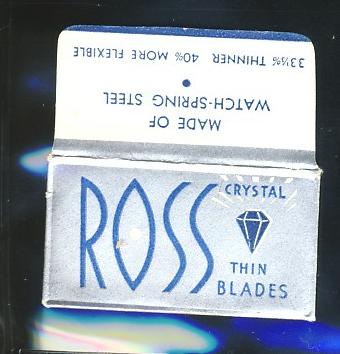 33⅓% THINNER 40% MORE FLEXIBLE
WATCH-SPRING STEEL
MADE OF
ROSS
CRYSTAL
THIN
BLADES